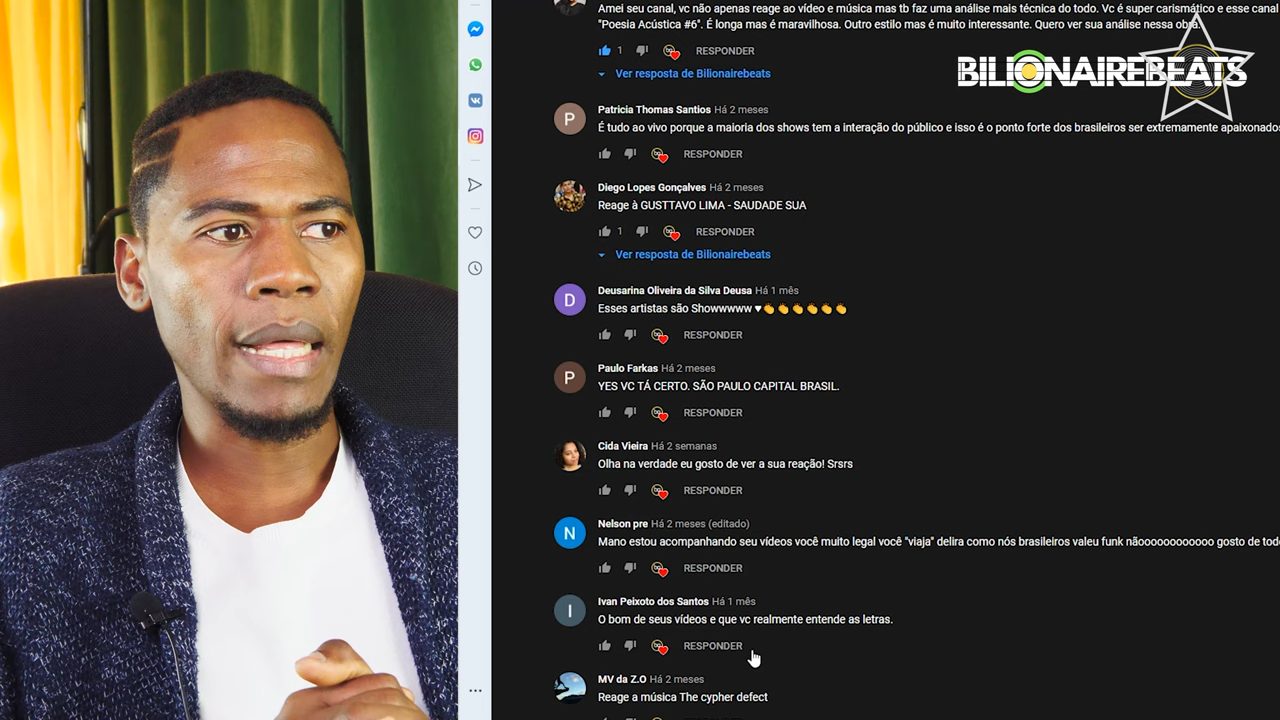 Amei seu canal, vc não apenas reage ao vídeo e música mas tb faz uma análise mais técnica do todo. Vc é super carismático e esse canal
"Poesia Acústica #6". É longa mas é maravilhosa. Outro estilo mas é muito interessante. Quero ver sua análise nessa obra.
1 RESPONDER
Ver resposta de Bilionairebeats
BILIONAIREBEATS
P
Patricia Thomas Santios Há 2 meses
É tudo ao vivo porque a maioria dos shows tem a interação do público e isso é o ponto forte dos brasileiros ser extremamente apaixonados
RESPONDER
Diego Lopes Gonçalves Há 2 meses
Reage à GUSTTAVO LIMA - SAUDADE SUA
1 RESPONDER
Ver resposta de Bilionairebeats
D
Deusarina Oliveira da Silva Deusa Há 1 mês
Esses artistas são Showwwww ♥👏👏👏👏👏👏
RESPONDER
P
Paulo Farkas Há 2 meses
YES VC TÁ CERTO. SÃO PAULO CAPITAL BRASIL.
RESPONDER
Cida Vieira Há 2 semanas
Olha na verdade eu gosto de ver a sua reação! Srsrs
RESPONDER
N
Nelson pre Há 2 meses (editado)
Mano estou acompanhando seu vídeos você muito legal você "viaja" delira como nós brasileiros valeu funk nãoooooooooooo gosto de todo
RESPONDER
I
Ivan Peixoto dos Santos Há 1 mês
O bom de seus vídeos e que vc realmente entende as letras.
RESPONDER
MV da Z.O Há 2 meses
Reage a música The cypher defect